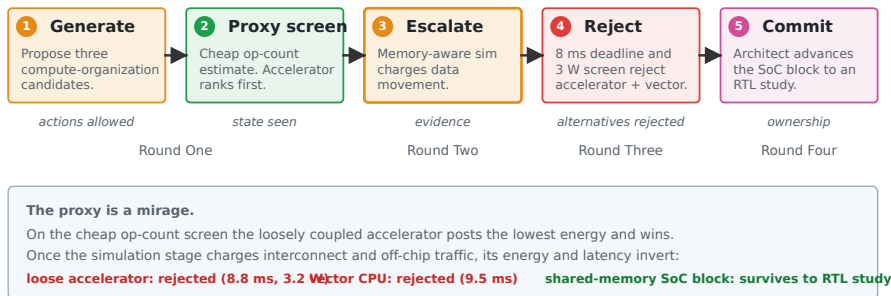 1 Generate
Propose three
compute-organization
candidates.
actions allowed
2 Proxy screen
Cheap op-count
estimate. Accelerator
ranks first.
state seen
Round One
3 Escalate
Memory-aware sim
charges data
movement.
evidence
Round Two
4 Reject
8 ms deadline and
3 W screen reject
accelerator + vector.
alternatives rejected
Round Three
5 Commit
Architect advances
the SoC block to an
RTL study.
ownership
Round Four
The proxy is a mirage.
On the cheap op-count screen the loosely coupled accelerator posts the lowest energy and wins.
Once the simulation stage charges interconnect and off-chip traffic, its energy and latency invert:
loose accelerator: rejected (8.8 ms, 3.2 W)
vector CPU: rejected (9.5 ms)
shared-memory SoC block: survives to RTL study